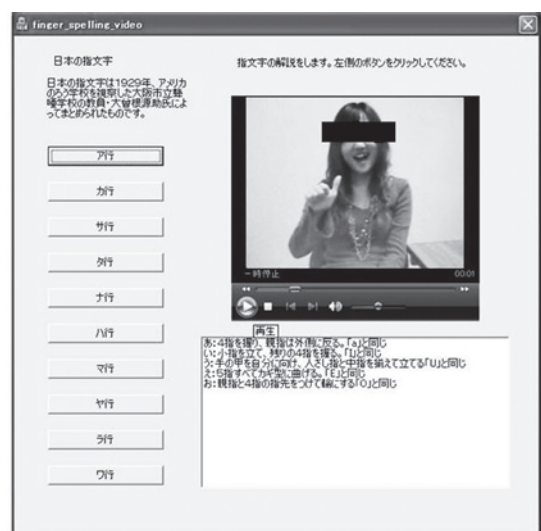 finger_spelling_video
日本の指文字
日本の指文字は1929年、アメリカ
のろう学校を視察した大阪市立聾
唖学校の教員・大曾根源助氏によ
ってまとめられたものです。
ア行
カ行
サ行
タ行
ナ行
ハ行
マ行
ヤ行
ラ行
ワ行
指文字の解説をします。左側のボタンをクリックしてください。
一時停止
00:01
再生
あ：4指を握り、親指は外側に反る。「a」と同じ
い：小指を立て、残りの4指を握る。「I」と同じ
う：手の甲を自分に向け、人さし指と中指を揃えて立てる「U」と同じ
え：5指すべてカギ型に曲げる。「E」と同じ
お：親指と4指の指先をつけて輪にする「O」と同じ